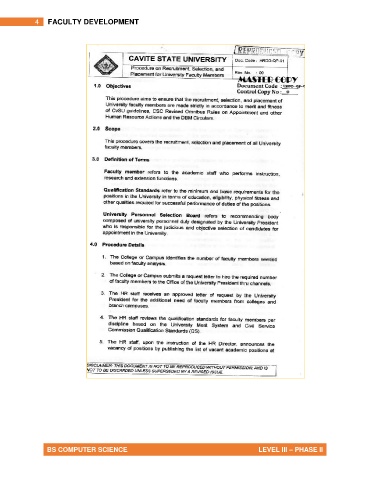 4 FACULTY DEVELOPMENT
CAVITE STATE UNIVERSITY
Doc. Code : ARDO-QP-01
Procedure on Recruitment, Selection, and
Placement for University Faculty Members
Rev. No. : 00
MASTER COPY
Document Code :
Control Copy No :
1.0 Objectives
This procedure aims to ensure that the recruitment, selection, and placement of
University faculty members are made strictly in accordance to merit and fitness
of CvSU guidelines, CSC Revised Omnibus Rules on Appointment and other
Human Resource Actions and the DBM Circulars.
2.0 Scope
This procedure covers the recruitment, selection and placement of all University
faculty members.
3.0 Definition of Terms
Faculty member refers to the academic staff who performs instruction,
research and extension functions.
Qualification Standards refer to the minimum and basic requirements for the
positions in the University in terms of education, eligibility, physical fitness and
other qualities required for successful performance of duties of the positions.
University Personnel Selection Board refers to recommending body
composed of university personnel duly designated by the University President
who is responsible for the judicious and objective selection of candidates for
appointment in the University.
4.0 Procedure Details
1. The College or Campus identifies the number of faculty members needed
based on faculty analysis.
2. The College or Campus submits a request letter to hire the required number
of faculty members to the Office of the University President thru channels.
3. The HR staff receives an approved letter of request by the University
President for the additional need of faculty members from colleges and
branch campuses.
4. The HR staff reviews the qualification standards for faculty members per
discipline based on the University Merit System and Civil Service
Commission Qualification Standards (QS).
5. The HR staff, upon the instruction of the HR Director, announces the
vacancy of positions by publishing the list of vacant academic positions at
DISCLAIMER: THIS DOCUMENT IS NOT TO BE REPRODUCED WITHOUT PERMISSION, AND IS
NOT TO BE DISCARDED UNLESS SUPERSEDED BY A REVISED ISSUE.
BS COMPUTER SCIENCE LEVEL III – PHASE II